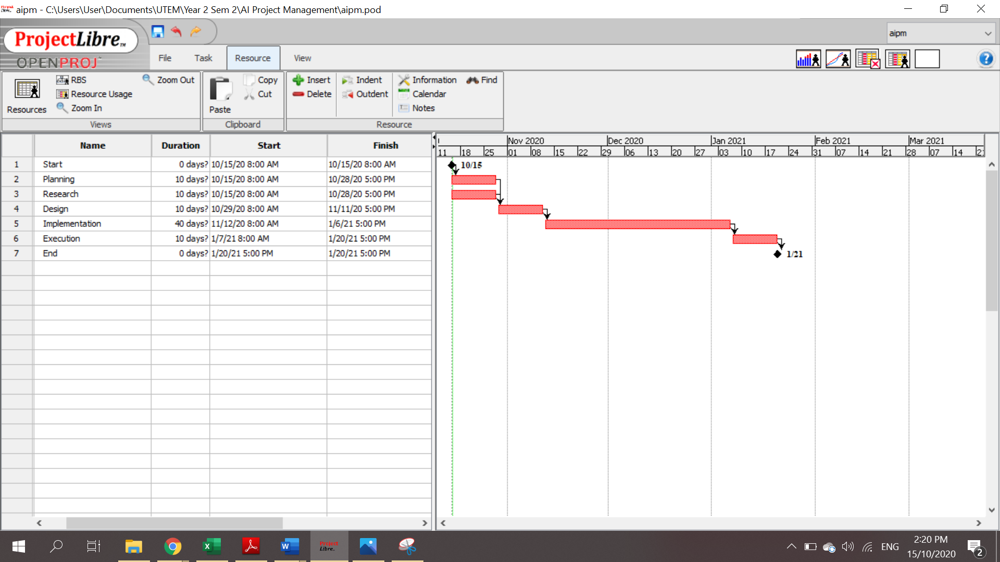 aipm - C:\Users\User\Documents\UTEM\Year 2 Sem 2\AI Project Management\aipm.pod
ProjectLibre™
OPENPROJ
aipm
File Task Resource View
Resources
RBS
Resource Usage
Zoom In
Zoom Out
Views
Paste
Copy
Cut
Clipboard
Insert
Delete
Indent
Outdent
Information
Calendar
Notes
Find
Resource
Name Duration Start Finish
1 Start 0 days? 10/15/20 8:00 AM 10/15/20 8:00 AM
2 Planning 10 days? 10/15/20 8:00 AM 10/28/20 5:00 PM
3 Research 10 days? 10/15/20 8:00 AM 10/28/20 5:00 PM
4 Design 10 days? 10/29/20 8:00 AM 11/11/20 5:00 PM
5 Implementation 40 days? 11/12/20 8:00 AM 1/6/21 5:00 PM
6 Execution 10 days? 1/7/21 8:00 AM 1/20/21 5:00 PM
7 End 0 days? 1/20/21 5:00 PM 1/20/21 5:00 PM
Nov 2020 Dec 2020 Jan 2021 Feb 2021 Mar 2021
11 18 25 01 08 15 22 29 06 13 20 27 03 10 17 24 31 07 14 21 28 07 14
10/15
1/21
Project Libre
ENG
2:20 PM
15/10/2020
2